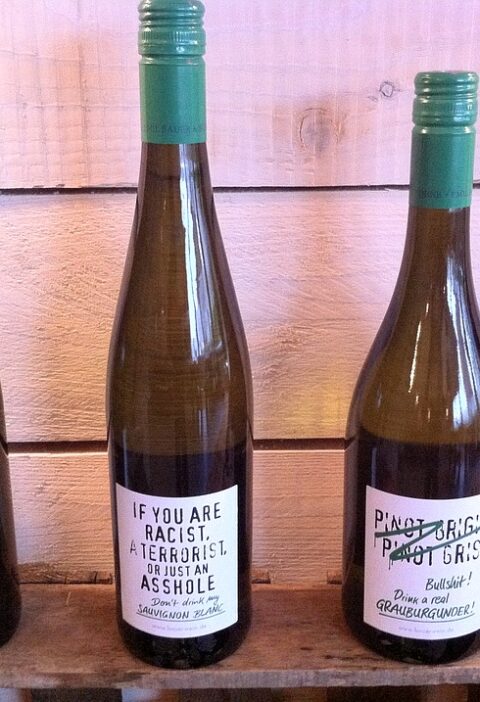 IF YOU ARE
RACIST,
A TERRORIST,
OR JUST AN
ASSHOLE
Don't drink my
SAUVIGNON BLANC
PINOT GRIGI
PINOT GRIS
Bullshit!
Drink a real
GRAUBURGUNDER!